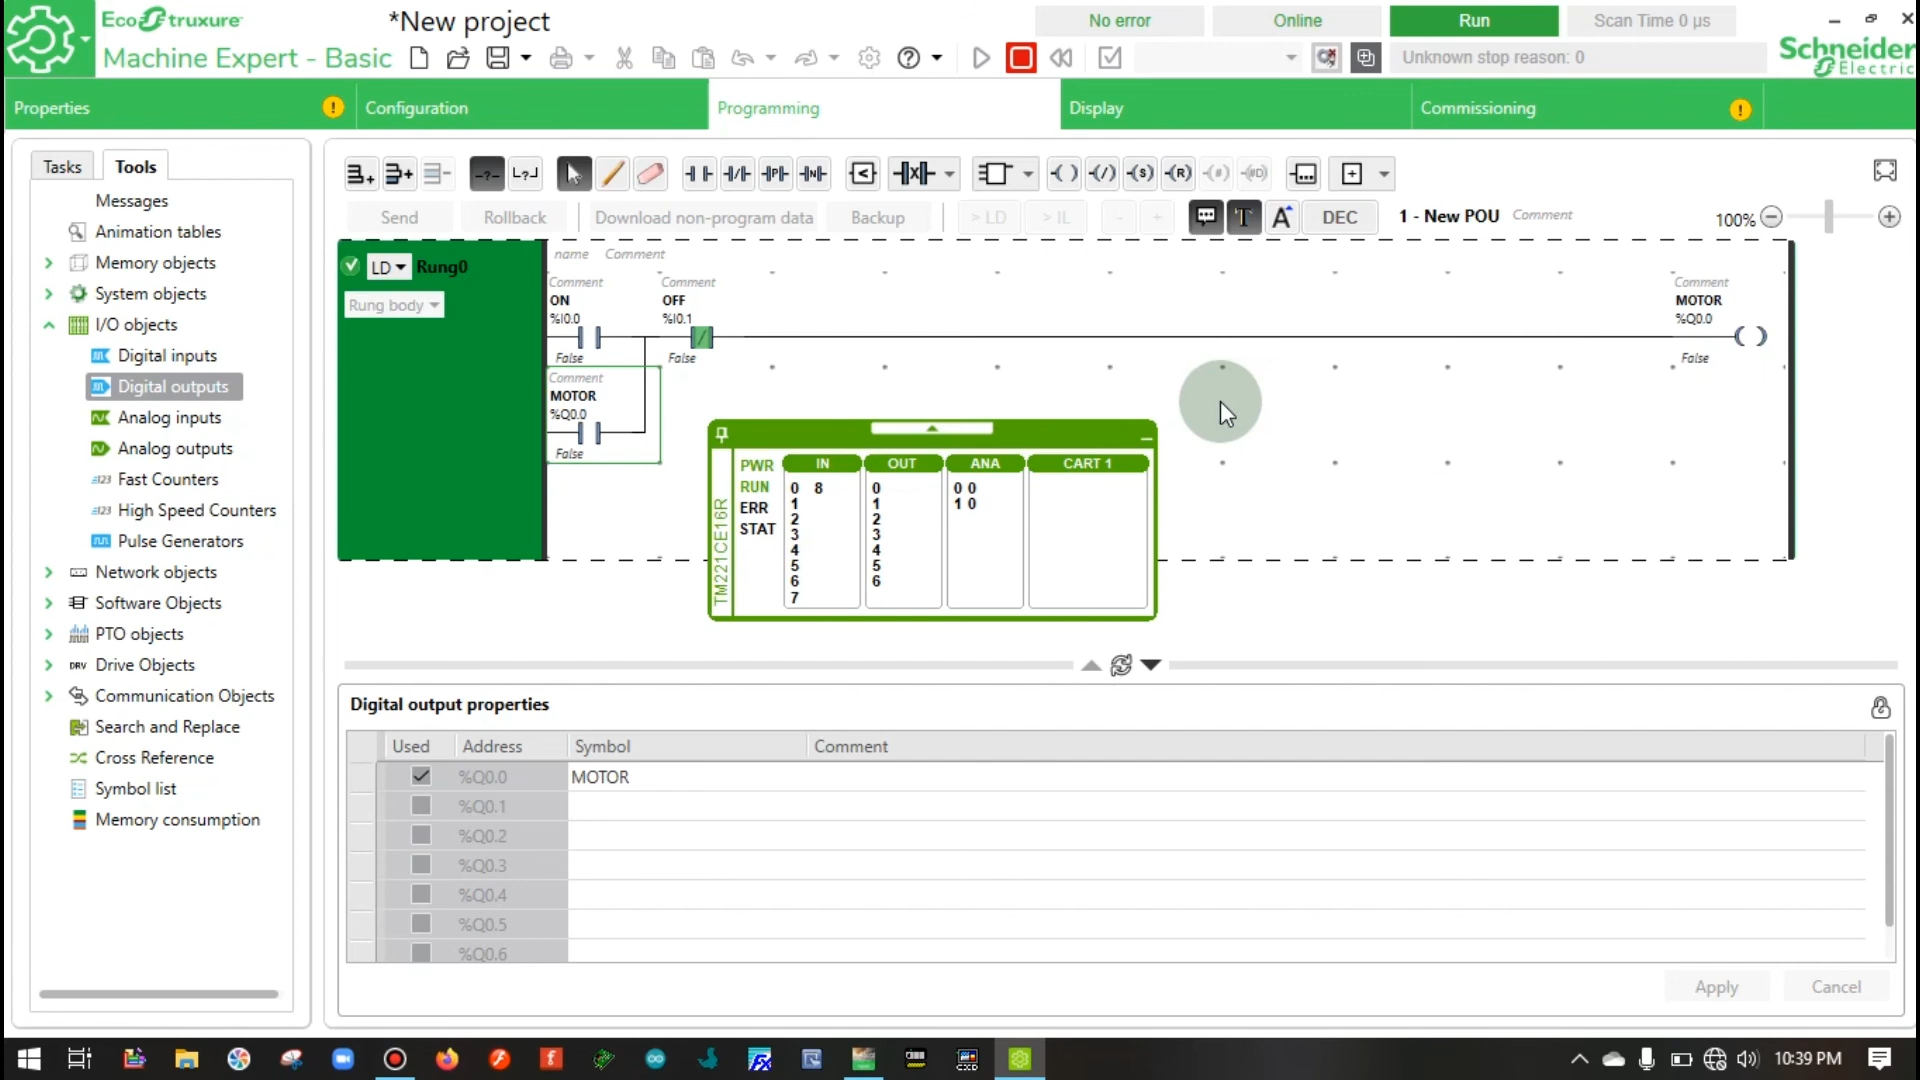 EcoStruxure
*New project
No error
Online
Run
Scan Time 0 µs
Machine Expert - Basic
Unknown stop reason: 0
Schneider
Electric
Properties
Configuration
Programming
Display
Commissioning
Tasks
Tools
Messages
Animation tables
Memory objects
System objects
I/O objects
Digital inputs
Digital outputs
Analog inputs
Analog outputs
Fast Counters
High Speed Counters
Pulse Generators
Network objects
Software Objects
PTO objects
DRV Drive Objects
Communication Objects
Search and Replace
Cross Reference
Symbol list
Memory consumption
Send
Rollback
Download non-program data
Backup
> LD
> IL
DEC
1 - New POU
Comment
100%
LD
Rung0
Rung body
name
Comment
Comment
ON
%I0.0
False
Comment
OFF
%I0.1
False
Comment
MOTOR
%Q0.0
False
Comment
MOTOR
%Q0.0
False
TM221CE16R
PWR
RUN
ERR
STAT
IN
0 8
1
2
3
4
5
6
7
OUT
0
1
2
3
4
5
6
ANA
0 0
1 0
CART 1
Digital output properties
Used
Address
Symbol
Comment
%Q0.0
MOTOR
%Q0.1
%Q0.2
%Q0.3
%Q0.4
%Q0.5
%Q0.6
Apply
Cancel
10:39 PM